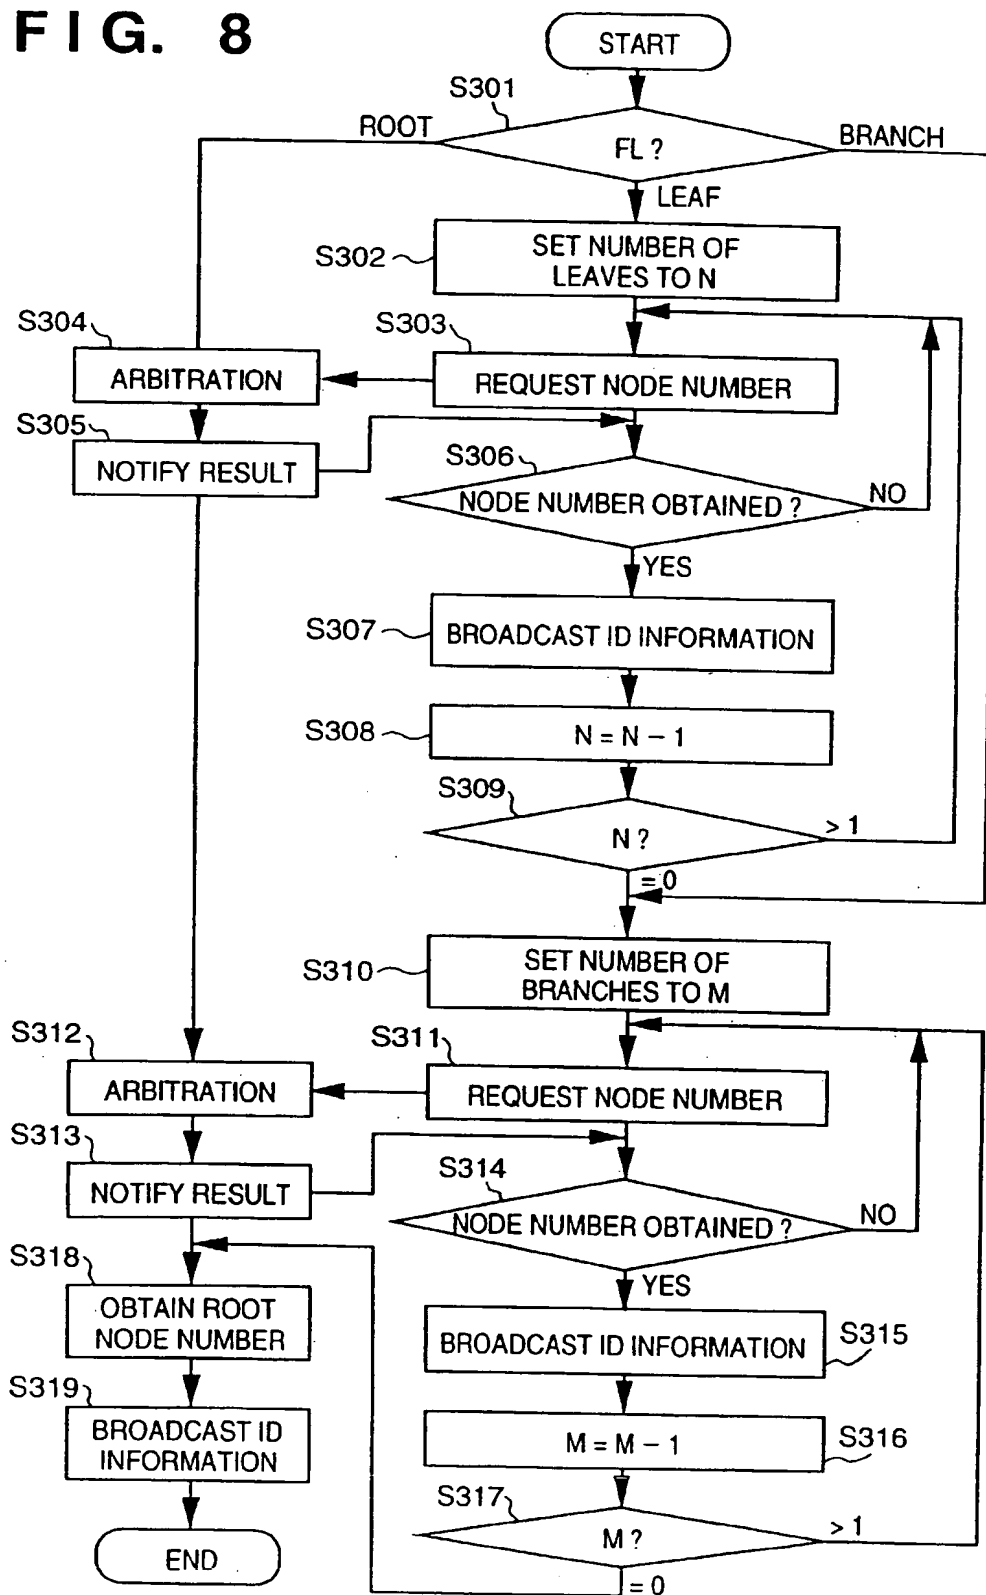 FIG. 8
START
S301
ROOT
BRANCH
FL ?
LEAF
S302
SET NUMBER OF
LEAVES TO N
S304
S303
ARBITRATION
REQUEST NODE NUMBER
S305
NOTIFY RESULT
S306
NODE NUMBER OBTAINED ?
NO
YES
S307
BROADCAST ID INFORMATION
S308
N = N − 1
S309
N ?
> 1
= 0
S310
SET NUMBER OF
BRANCHES TO M
S312
S311
ARBITRATION
REQUEST NODE NUMBER
S313
NOTIFY RESULT
S314
NODE NUMBER OBTAINED ?
NO
YES
S318
OBTAIN ROOT
NODE NUMBER
BROADCAST ID INFORMATION
S315
S319
BROADCAST ID
INFORMATION
M = M − 1
S316
S317
M ?
> 1
END
= 0